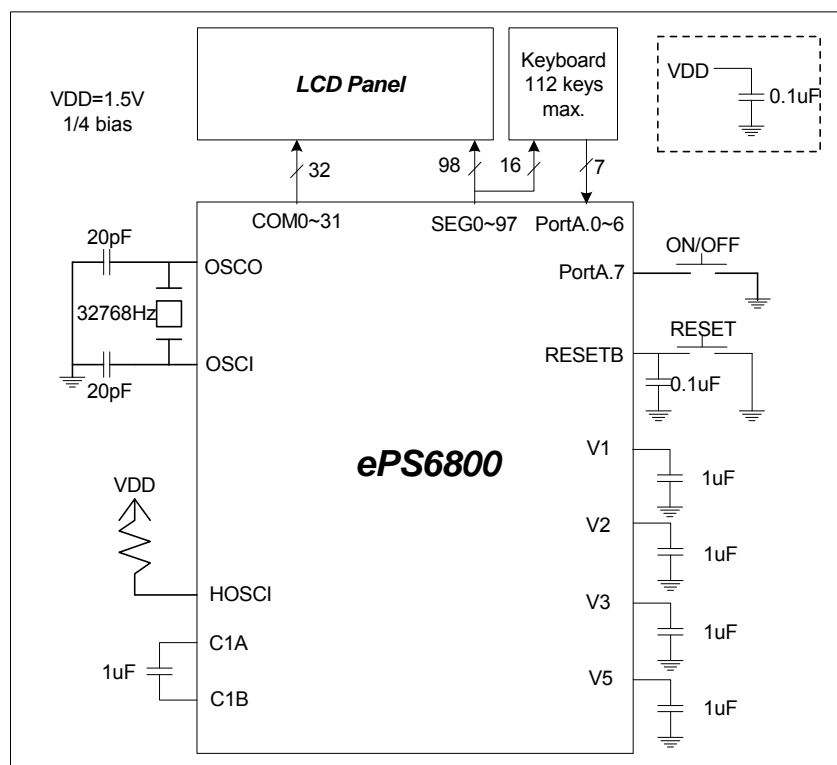 VDD=1.5V
1/4 bias
LCD Panel
Keyboard
112 keys
max.
VDD
0.1uF
32
98
16
7
COM0~31
SEG0~97
PortA.0~6
20pF
OSCO
32768Hz
OSCI
20pF
PortA.7
ON/OFF
RESETB
RESET
0.1uF
ePS6800
VDD
HOSCI
C1A
1uF
C1B
V1
1uF
V2
1uF
V3
1uF
V5
1uF